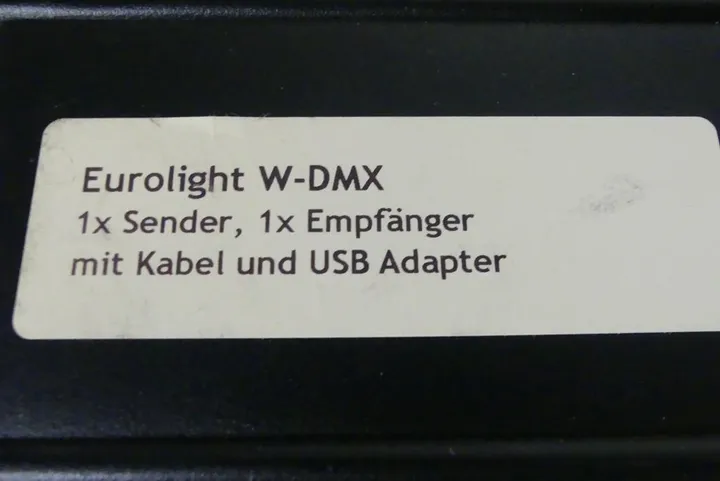 Eurolight W-DMX
1x Sender, 1x Empfänger
mit Kabel und USB Adapter